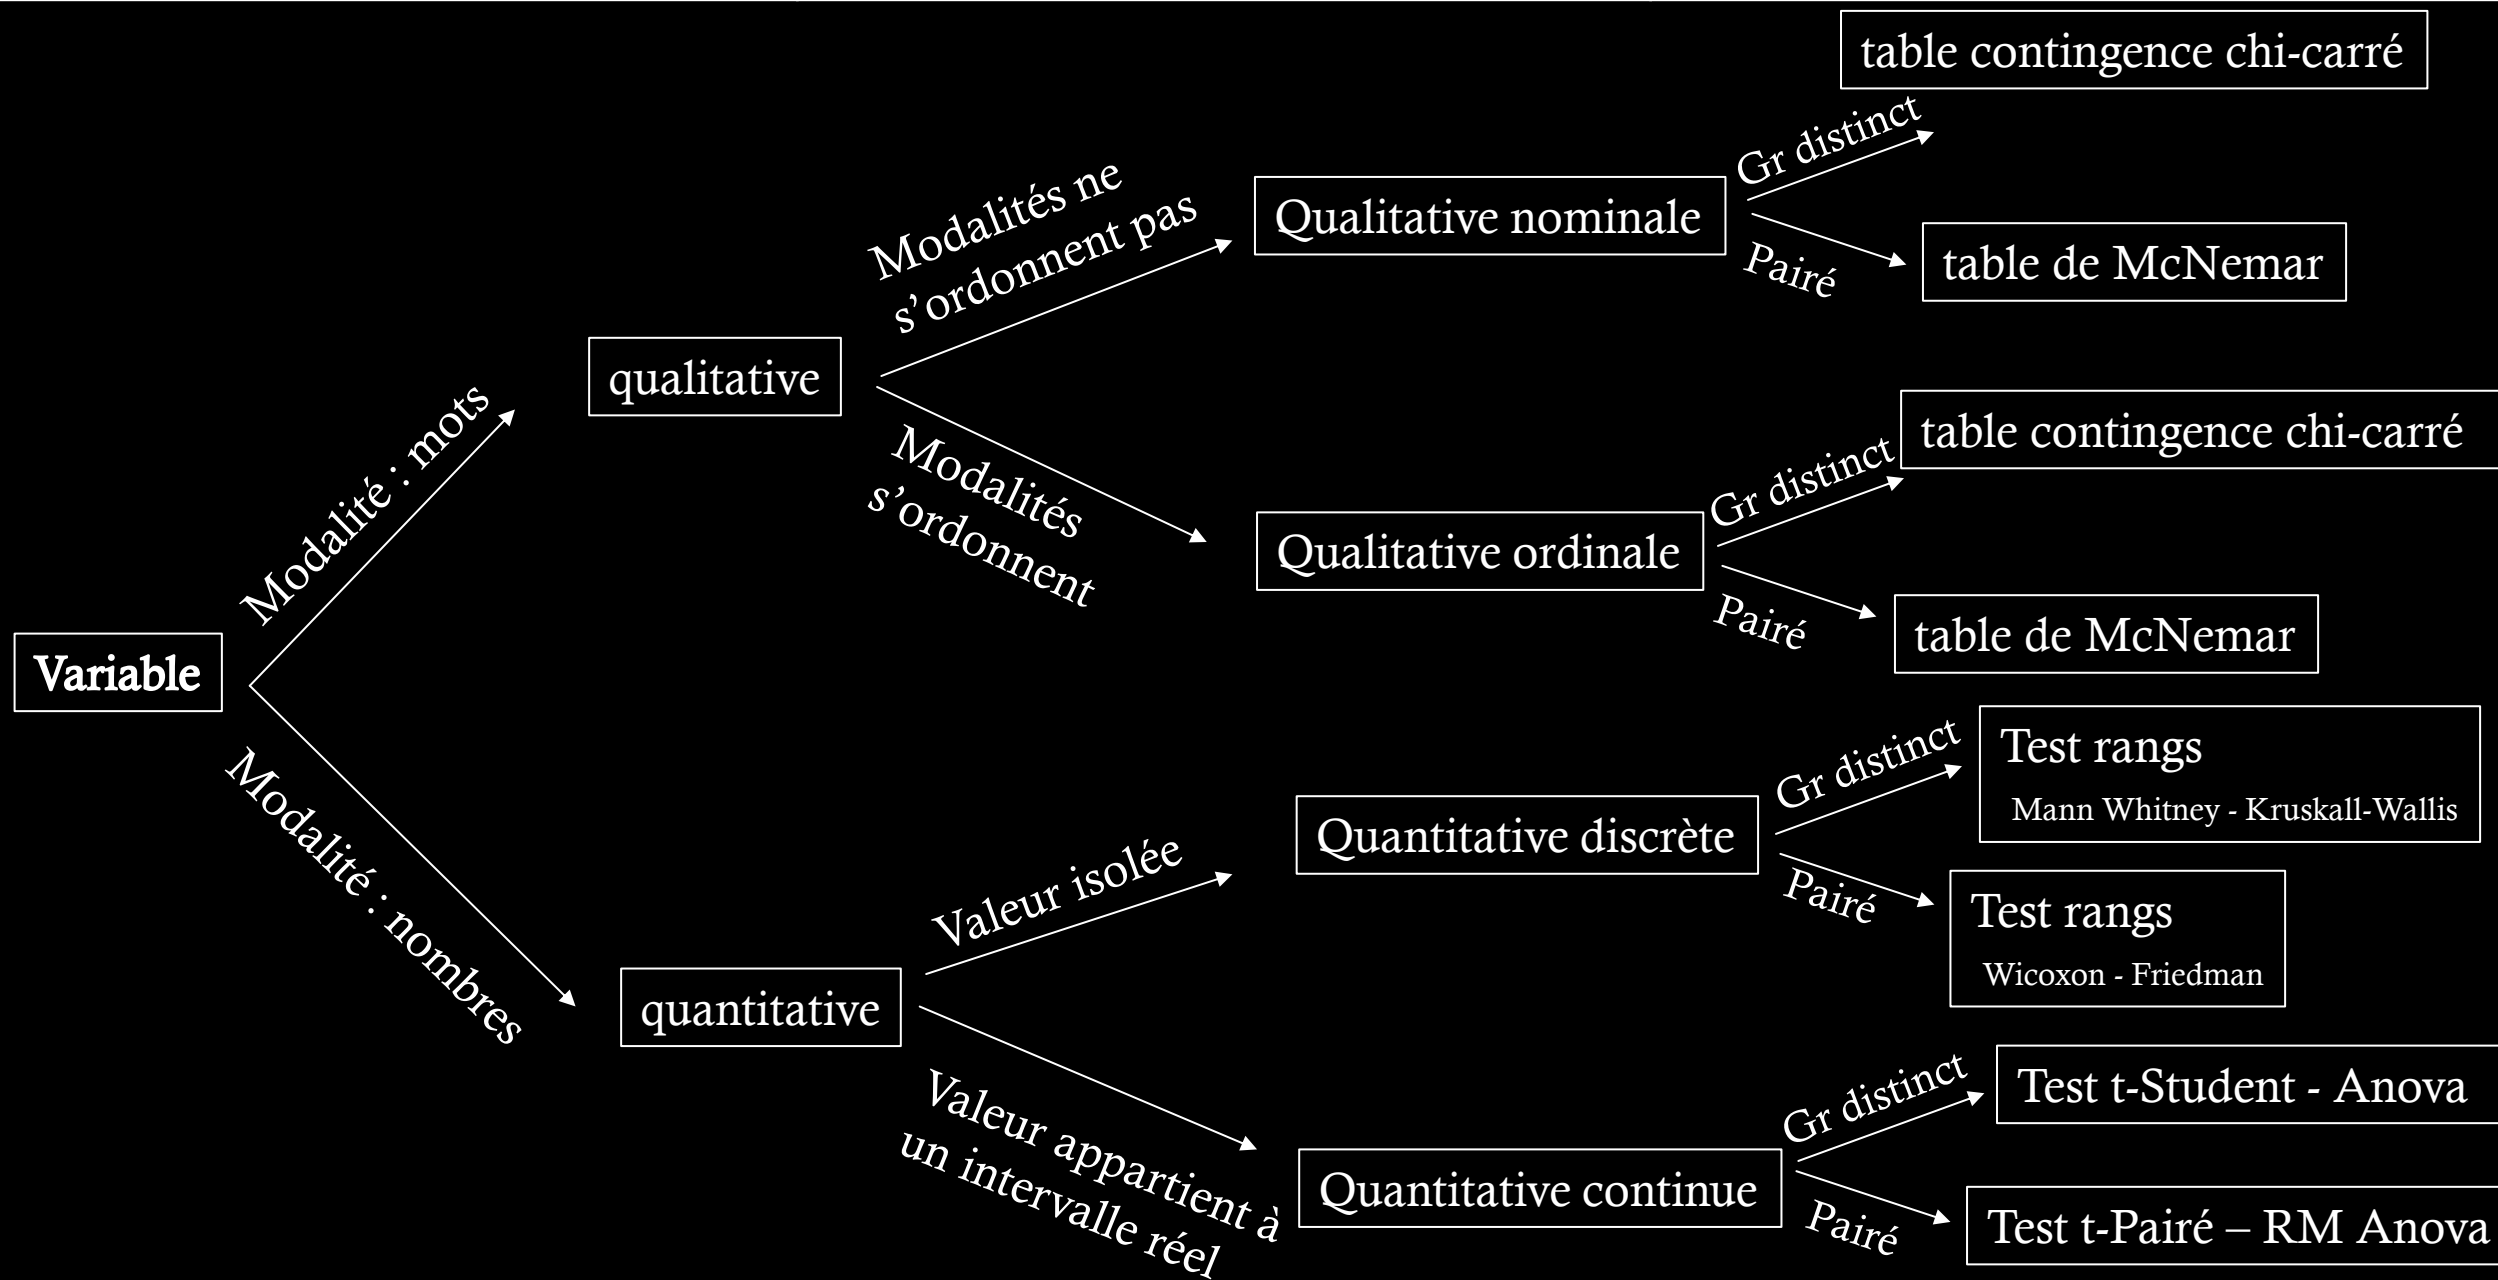 table contingence chi-carré
Gr distinct
Modalités ne
s’ordonnent pas
Qualitative nominale
Pairé
table de McNemar
qualitative
Modalité : mots
Modalités
s’ordonnent
table contingence chi-carré
Gr distinct
Qualitative ordinale
Pairé
table de McNemar
Variable
Modalité : nombres
Gr distinct
Test rangs
Mann Whitney - Kruskall-Wallis
Quantitative discrète
Valeur isolée
Pairé
Test rangs
Wicoxon - Friedman
quantitative
Valeur appartient à
un intervalle réel
Gr distinct
Test t-Student - Anova
Quantitative continue
Pairé
Test t-Pairé – RM Anova